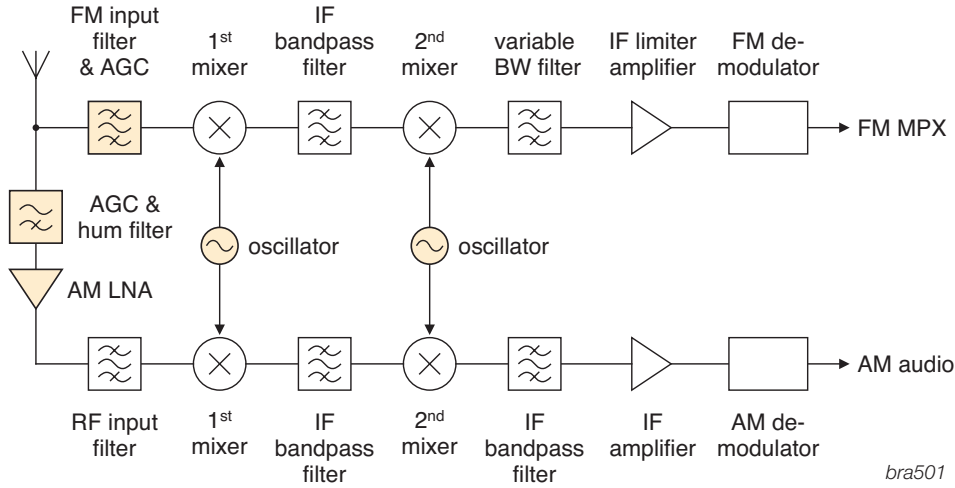 FM input
filter
& AGC
1st
mixer
IF
bandpass
filter
2nd
mixer
variable
BW filter
IF limiter
amplifier
FM de-
modulator
FM MPX
AGC &
hum filter
oscillator
oscillator
AM LNA
AM audio
RF input
filter
1st
mixer
IF
bandpass
filter
2nd
mixer
IF
bandpass
filter
IF
amplifier
AM de-
modulator
bra501